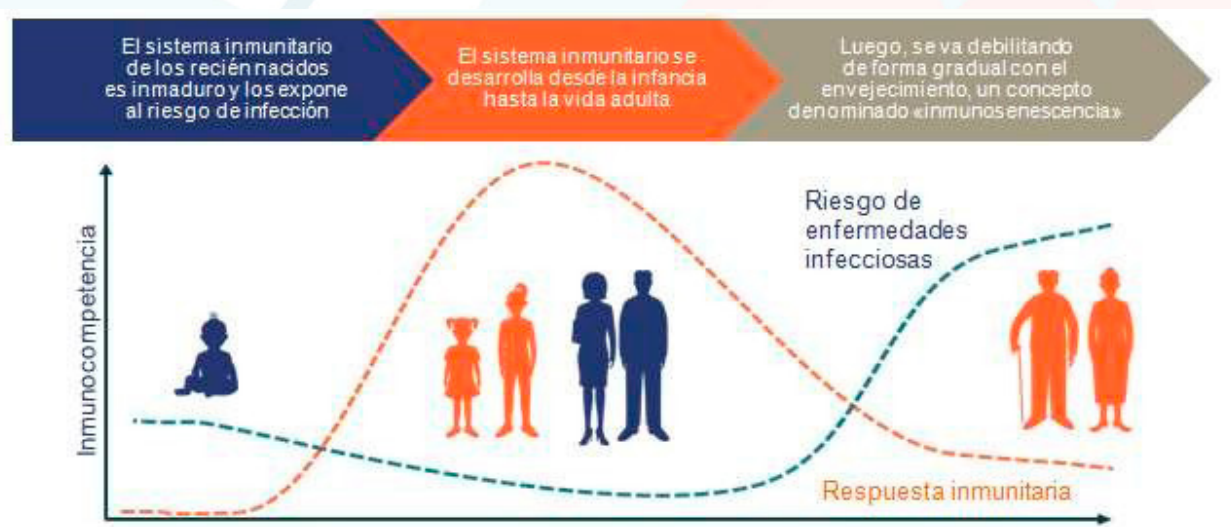 El sistema inmunitario
de los recién nacidos
es inmaduro y los expone
al riesgo de infección
El sistema inmunitario se
desarrolla desde la infancia
hasta la vida adulta
Luego, se va debilitando
de forma gradual con el
envejecimiento, un concepto
denominado «inmunosenescencia»
Inmunocompetencia
Riesgo de
enfermedades
infecciosas
Respuesta inmunitaria